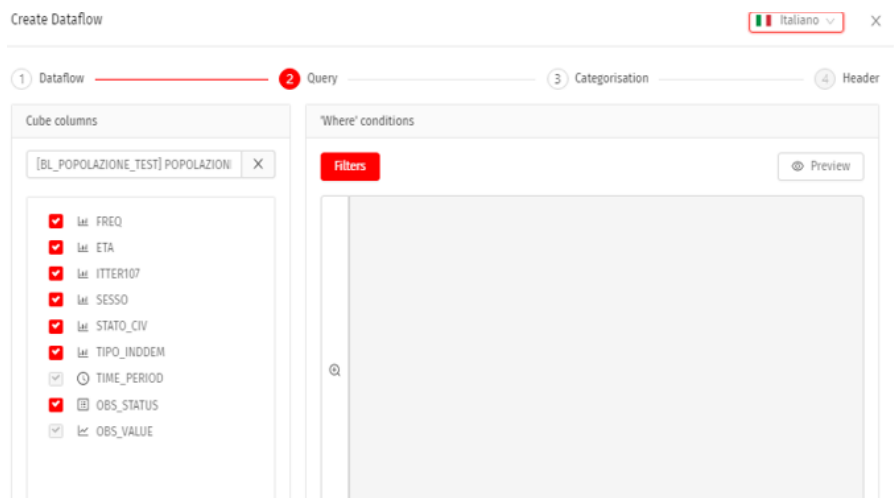 Create Dataflow
Italiano
1 Dataflow
2 Query
3 Categorisation
4 Header
Cube columns
[BL_POPOLAZIONE_TEST] POPOLAZION
FREQ
ETA
ITTER107
SESSO
STATO_CIV
TIPO_INDDEM
TIME_PERIOD
OBS_STATUS
OBS_VALUE
'Where' conditions
Filters
Preview